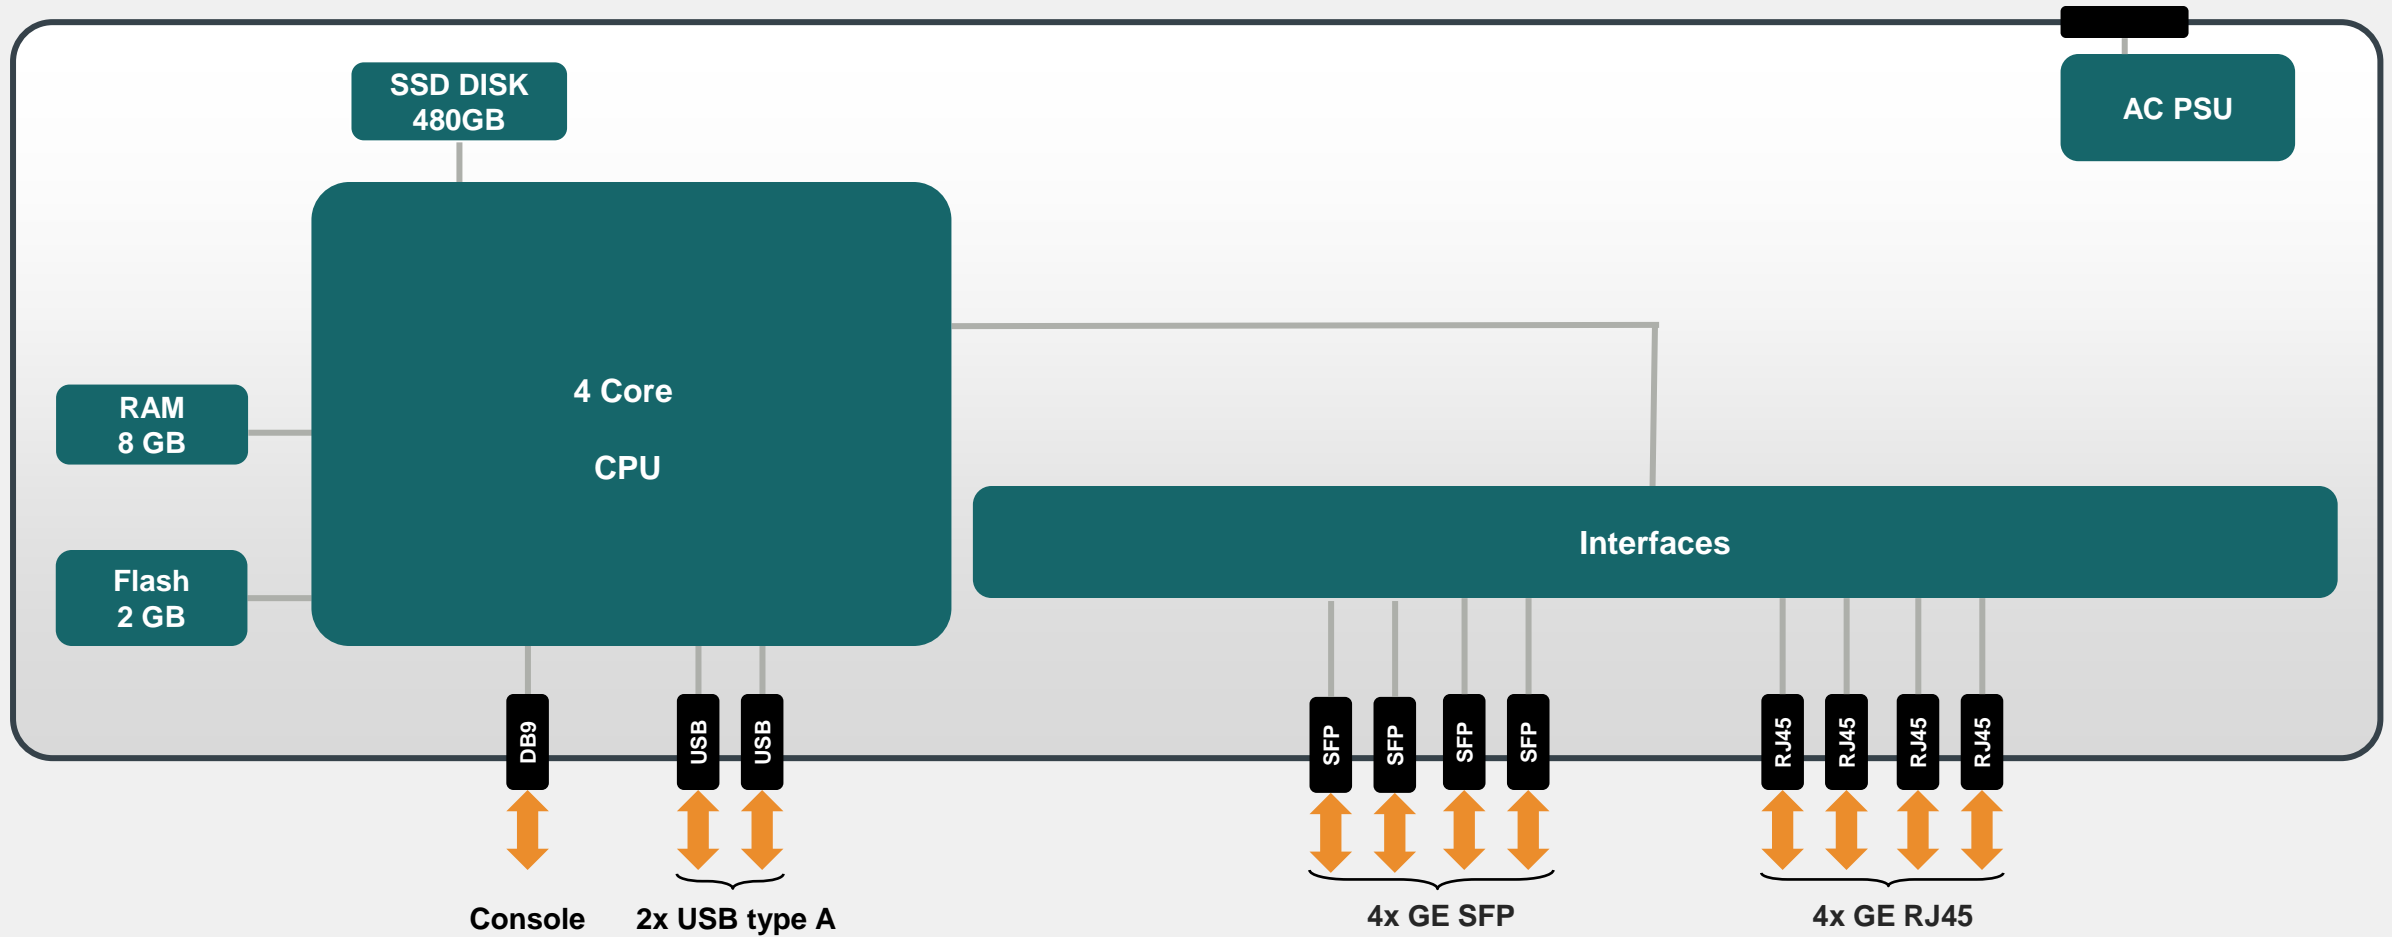 SSD DISK
480GB
AC PSU
4 Core
CPU
RAM
8 GB
Flash
2 GB
Interfaces
DB9
USB
USB
SFP
SFP
SFP
SFP
RJ45
RJ45
RJ45
RJ45
Console
2x USB type A
4x GE SFP
4x GE RJ45